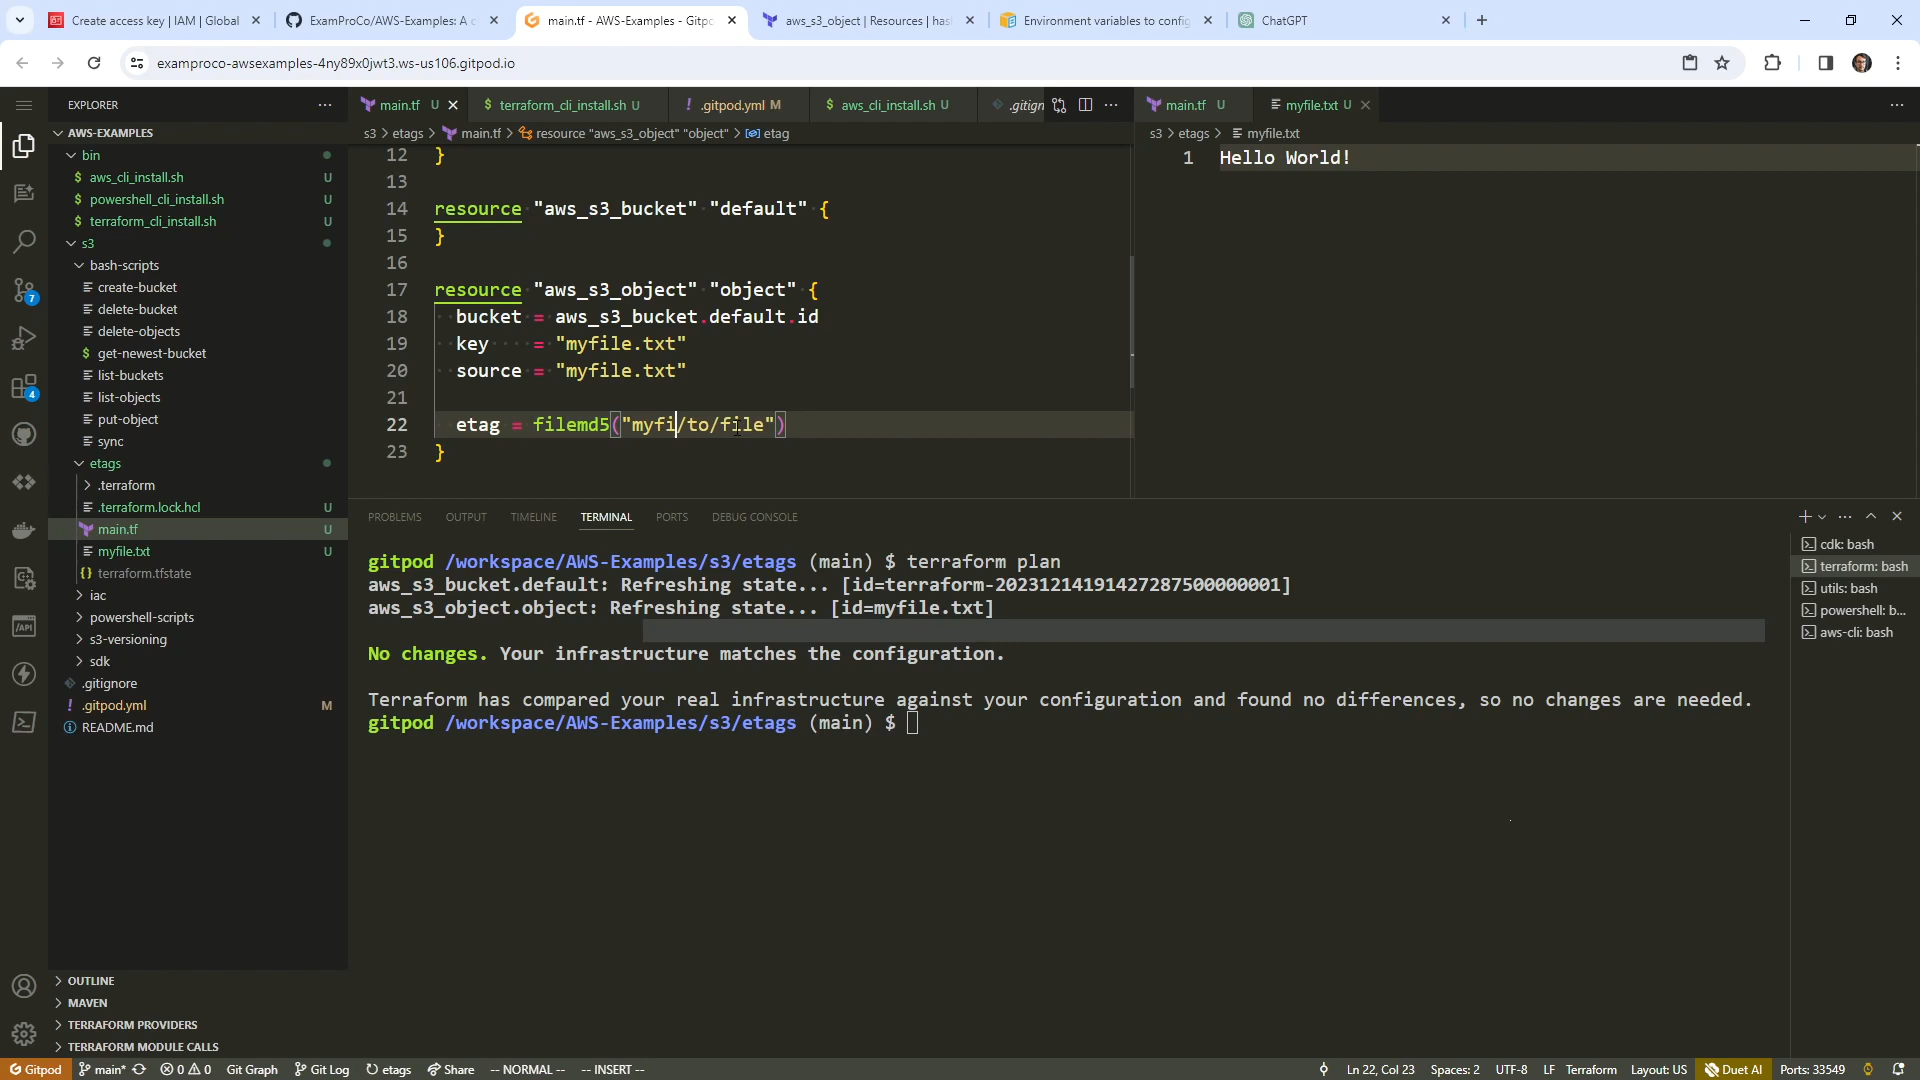 Create access key | IAM | Global
ExamProCo/AWS-Examples: A c
main.tf - AWS-Examples - Gitpo
aws_s3_object | Resources | hasl
Environment variables to config
ChatGPT
examproco-awsexamples-4ny89x0jwt3.ws-us106.gitpod.io
EXPLORER
AWS-EXAMPLES
bin
aws_cli_install.sh U
powershell_cli_install.sh U
terraform_cli_install.sh U
s3
bash-scripts
create-bucket
delete-bucket
delete-objects
get-newest-bucket
list-buckets
list-objects
put-object
sync
etags
.terraform
.terraform.lock.hcl U
main.tf U
myfile.txt U
terraform.tfstate
iac
powershell-scripts
s3-versioning
sdk
.gitignore
.gitpod.yml M
README.md
OUTLINE
MAVEN
TERRAFORM PROVIDERS
TERRAFORM MODULE CALLS
7
4
main.tf U
terraform_cli_install.sh U
.gitpod.yml M
aws_cli_install.sh U
.gitign
s3 > etags > main.tf > resource "aws_s3_object" "object" > etag
12 }
13
14 resource "aws_s3_bucket" "default" {
15 }
16
17 resource "aws_s3_object" "object" {
18 bucket = aws_s3_bucket.default.id
19 key = "myfile.txt"
20 source = "myfile.txt"
21
22 etag = filemd5("myfi/to/file")
23 }
main.tf U
myfile.txt U
s3 > etags > myfile.txt
1 Hello World!
PROBLEMS OUTPUT TIMELINE TERMINAL PORTS DEBUG CONSOLE
gitpod /workspace/AWS-Examples/s3/etags (main) $ terraform plan
aws_s3_bucket.default: Refreshing state... [id=terraform-20231214191427287500000001]
aws_s3_object.object: Refreshing state... [id=myfile.txt]
No changes. Your infrastructure matches the configuration.
Terraform has compared your real infrastructure against your configuration and found no differences, so no changes are needed.
gitpod /workspace/AWS-Examples/s3/etags (main) $
cdk: bash
terraform: bash
utils: bash
powershell: b...
aws-cli: bash
Gitpod main* 0 0 Git Graph Git Log etags Share -- NORMAL -- -- INSERT -- Ln 22, Col 23 Spaces: 2 UTF-8 LF Terraform Layout: US Duet AI Ports: 33549